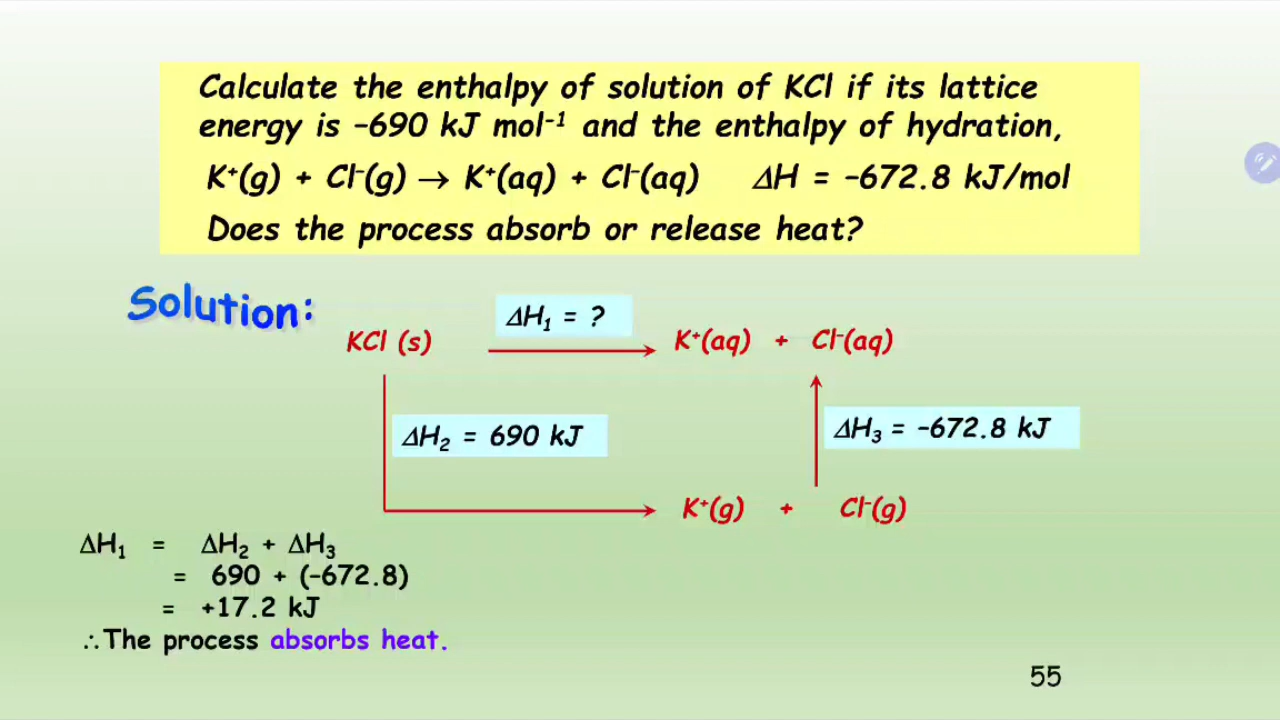 Calculate the enthalpy of solution of KCl if its lattice
energy is –690 kJ mol⁻¹ and the enthalpy of hydration,
K⁺(g) + Cl⁻(g) → K⁺(aq) + Cl⁻(aq) ΔH = –672.8 kJ/mol
Does the process absorb or release heat?
Solution:
ΔH₁ = ?
KCl (s) K⁺(aq) + Cl⁻(aq)
ΔH₂ = 690 kJ ΔH₃ = –672.8 kJ
K⁺(g) + Cl⁻(g)
ΔH₁ = ΔH₂ + ΔH₃
= 690 + (–672.8)
= +17.2 kJ
∴The process absorbs heat.
55